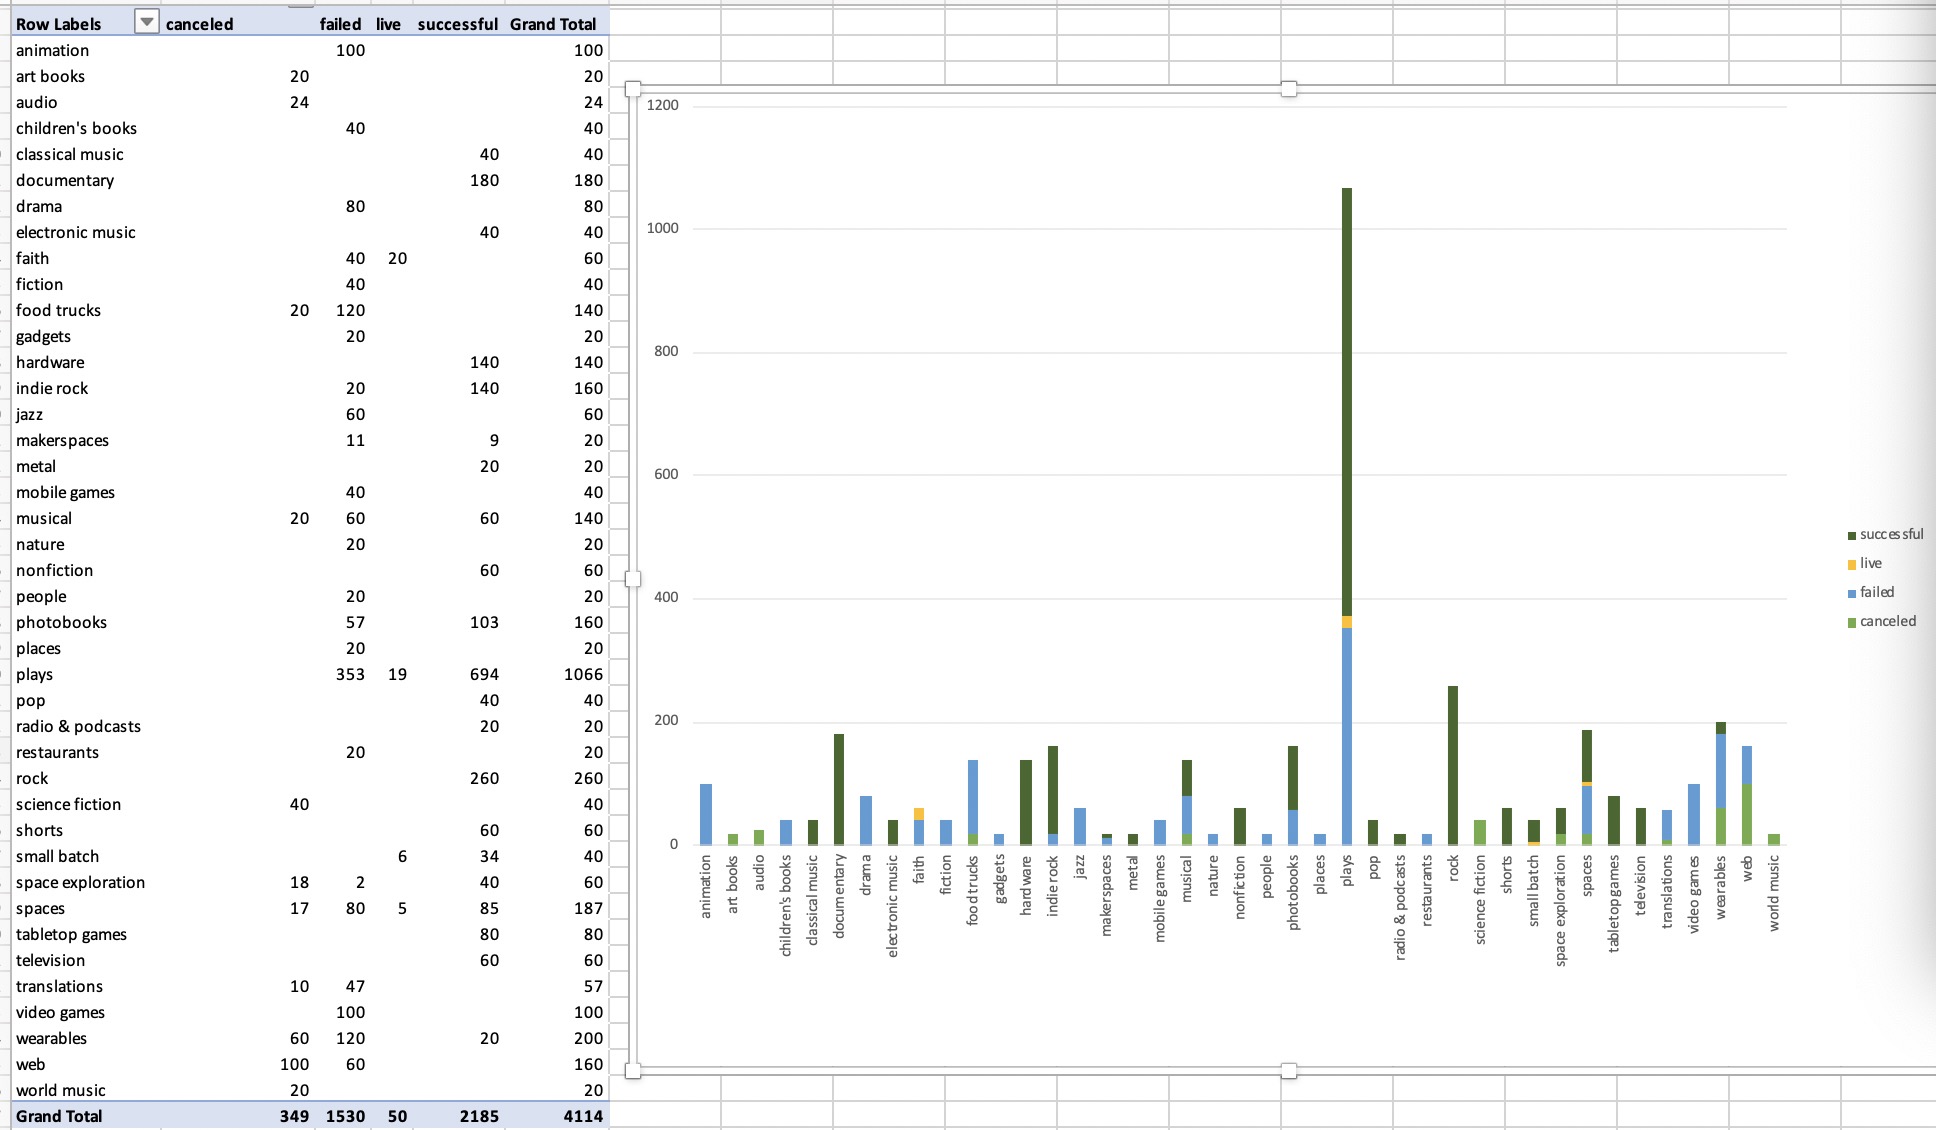 Row Labels canceled failed live successful Grand Total
animation 100 100
art books 20 20
audio 24 24
children's books 40 40
classical music 40 40
documentary 180 180
drama 80 80
electronic music 40 40
faith 40 20 60
fiction 40 40
food trucks 20 120 140
gadgets 20 20
hardware 140 140
indie rock 20 140 160
jazz 60 60
makerspaces 11 9 20
metal 20 20
mobile games 40 40
musical 20 60 60 140
nature 20 20
nonfiction 60 60
people 20 20
photobooks 57 103 160
places 20 20
plays 353 19 694 1066
pop 40 40
radio & podcasts 20 20
restaurants 20 20
rock 260 260
science fiction 40 40
shorts 60 60
small batch 6 34 40
space exploration 18 2 40 60
spaces 17 80 5 85 187
tabletop games 80 80
television 60 60
translations 10 47 57
video games 100 100
wearables 60 120 20 200
web 100 60 160
world music 20 20
Grand Total 349 1530 50 2185 4114
1200
1000
800
600
400
200
0
animation
art books
audio
children's books
classical music
documentary
drama
electronic music
faith
fiction
food trucks
gadgets
hardware
indie rock
jazz
makerspaces
metal
mobile games
musical
nature
nonfiction
people
photobooks
places
plays
pop
radio & podcasts
restaurants
rock
science fiction
shorts
small batch
space exploration
spaces
tabletop games
television
translations
video games
wearables
web
world music
successful
live
failed
canceled